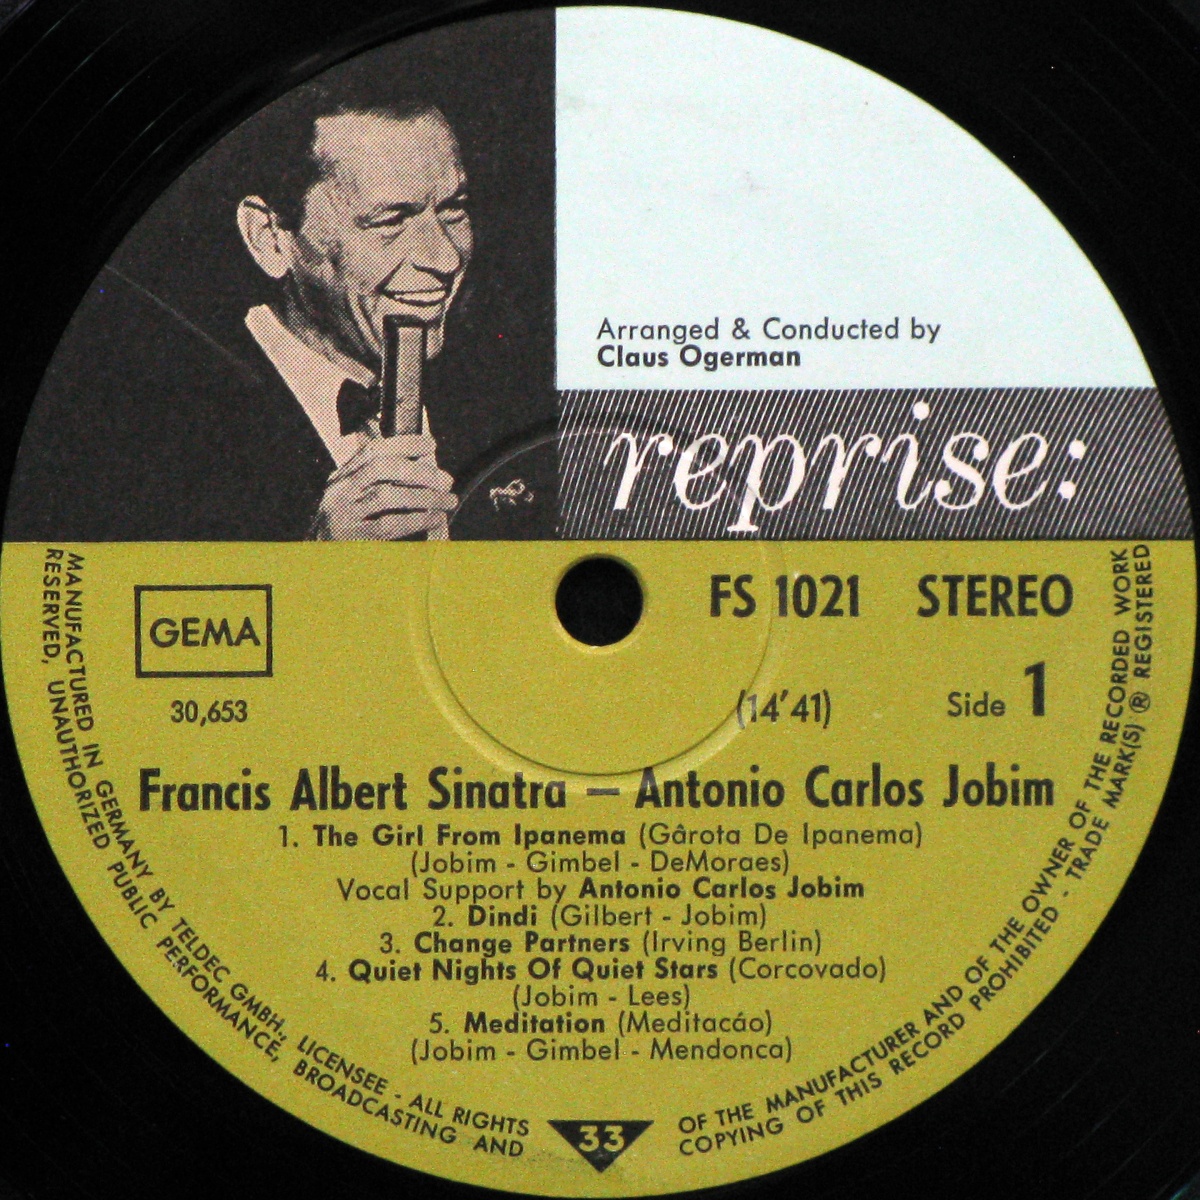 Arranged & Conducted by
Claus Ogerman
reprise:
GEMA
FS 1021 STEREO
30,653
(14'41)
Side 1
Francis Albert Sinatra – Antonio Carlos Jobim
1. The Girl From Ipanema (Gârota De Ipanema)
(Jobim - Gimbel - DeMoraes)
Vocal Support by Antonio Carlos Jobim
2. Dindi (Gilbert - Jobim)
3. Change Partners (Irving Berlin)
4. Quiet Nights Of Quiet Stars (Corcovado)
(Jobim - Lees)
5. Meditation (Meditacáo)
(Jobim - Gimbel - Mendonca)
MANUFACTURED IN GERMANY BY TELDEC GMBH., LICENSEE - ALL RIGHTS
OF THE MANUFACTURER AND OF THE OWNER OF THE RECORDED WORK
RESERVED, UNAUTHORIZED PUBLIC PERFORMANCE, BROADCASTING AND
COPYING OF THIS RECORD PROHIBITED - TRADE MARK(S) ® REGISTERED
33